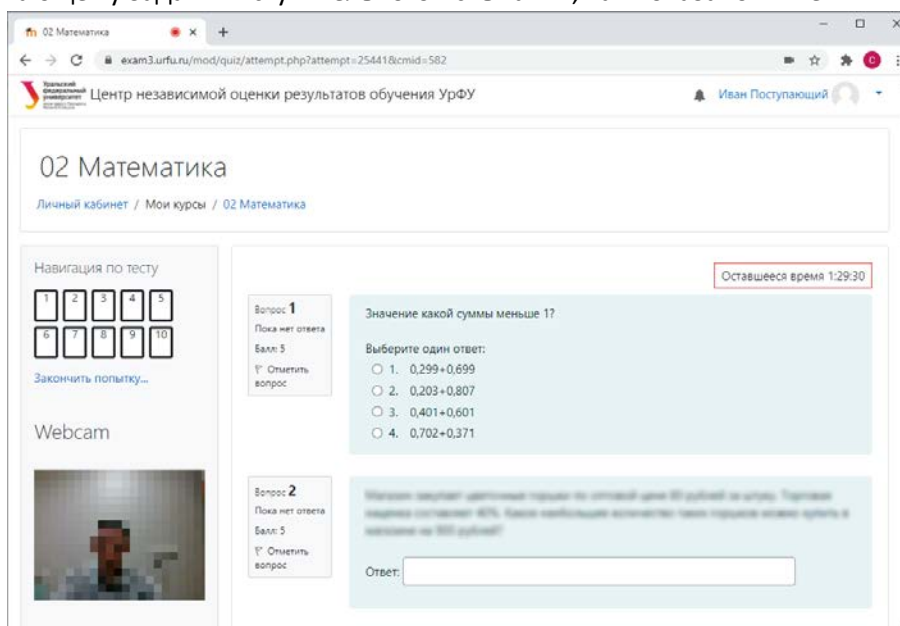 02 Математика
exam3.urfu.ru/mod/quiz/attempt.php?attempt=25441&cmid=582
C
Уральский
федеральный
университет
Центр независимой оценки результатов обучения УрФУ
Иван Поступающий
02 Математика
Личный кабинет / Мои курсы / 02 Математика
Навигация по тесту
1 2 3 4 5
6 7 8 9 10
Закончить попытку...
Webcam
Оставшееся время 1:29:30
Вопрос 1
Пока нет ответа
Балл: 5
Отметить
вопрос
Значение какой суммы меньше 1?
Выберите один ответ:
1. 0,299+0,699
2. 0,203+0,807
3. 0,401+0,601
4. 0,702+0,371
Вопрос 2
Пока нет ответа
Балл: 5
Отметить
вопрос
Ответ: